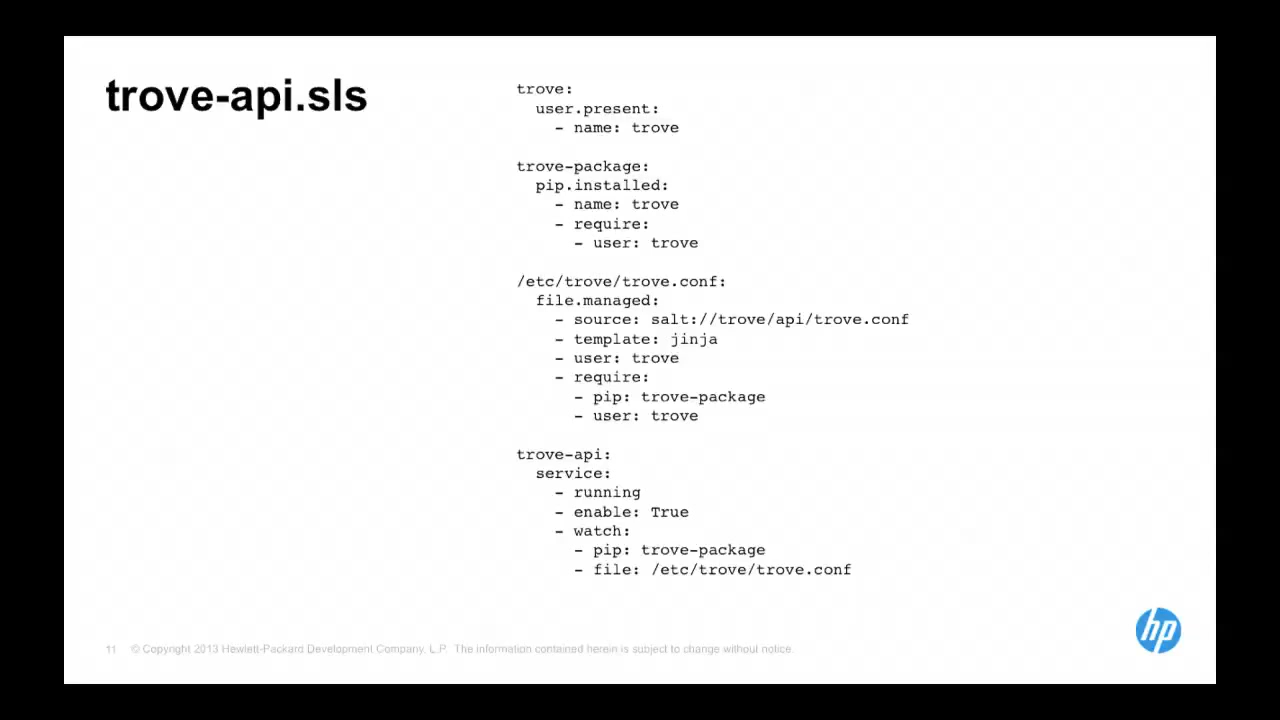 trove-api.sls
trove:
  user.present:
    - name: trove

trove-package:
  pip.installed:
    - name: trove
    - require:
      - user: trove

/etc/trove/trove.conf:
  file.managed:
    - source: salt://trove/api/trove.conf
    - template: jinja
    - user: trove
    - require:
      - pip: trove-package
      - user: trove

trove-api:
  service:
    - running
    - enable: True
    - watch:
      - pip: trove-package
      - file: /etc/trove/trove.conf
hp
11 © Copyright 2013 Hewlett-Packard Development Company, L.P. The information contained herein is subject to change without notice.